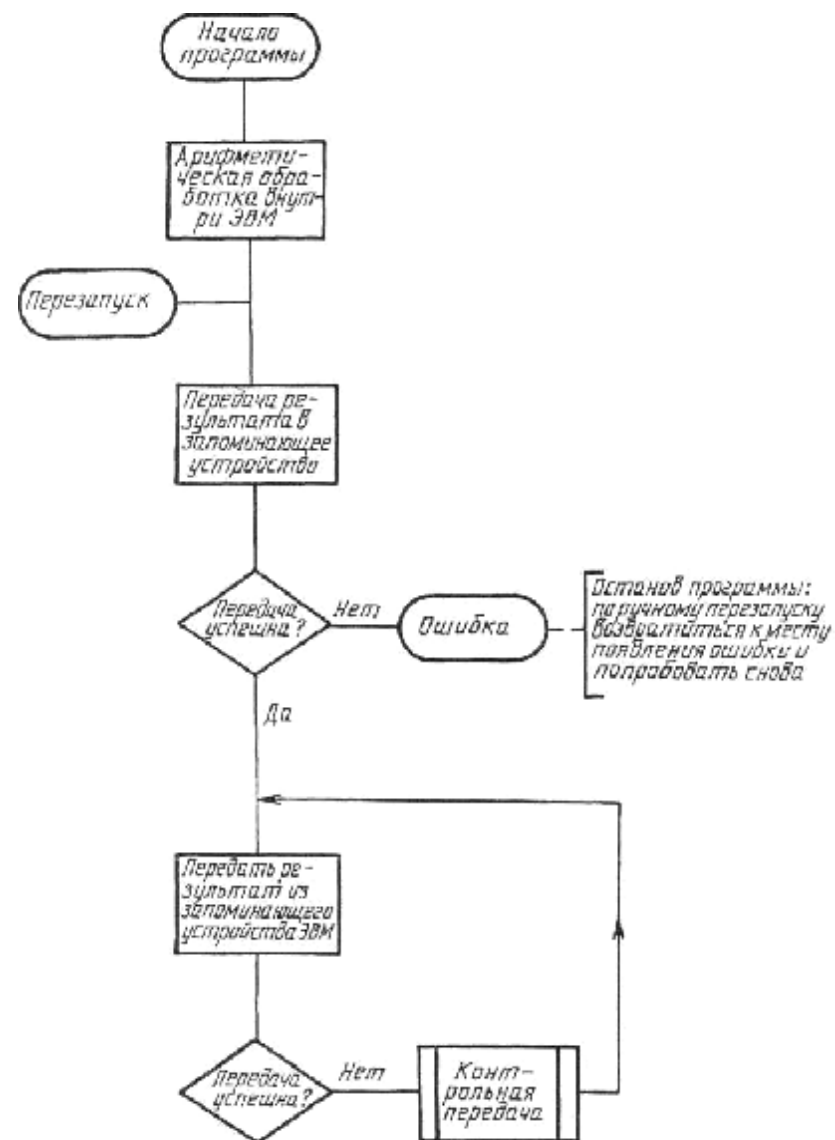 Начало
программы
Арифмети-
ческая обра-
ботка внут-
ри ЭВМ
Перезапуск
Передача ре-
зультата в
запоминающее
устройство
Передача
успешна?
Нет
Ошибка
Останов программы:
по ручному перезапуску
возвратиться к месту
появления ошибки и
попробовать снова
Да
Передать ре-
зультат из
запоминающего
устройства ЭВМ
Передача
успешна?
Нет
Конт-
рольная
передача